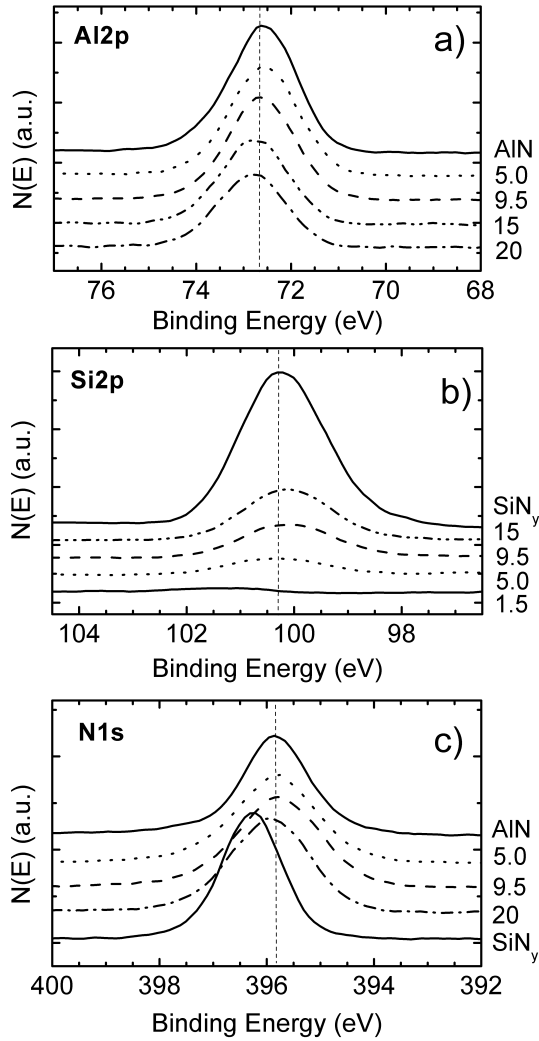 Al2p
a)
N(E) (a.u.)
AlN
5.0
9.5
15
20
76 74 72 70 68
Binding Energy (eV)
Si2p
b)
N(E) (a.u.)
SiNy
15
9.5
5.0
1.5
104 102 100 98
Binding Energy (eV)
N1s
c)
N(E) (a.u.)
AlN
5.0
9.5
20
SiNy
400 398 396 394 392
Binding Energy (eV)